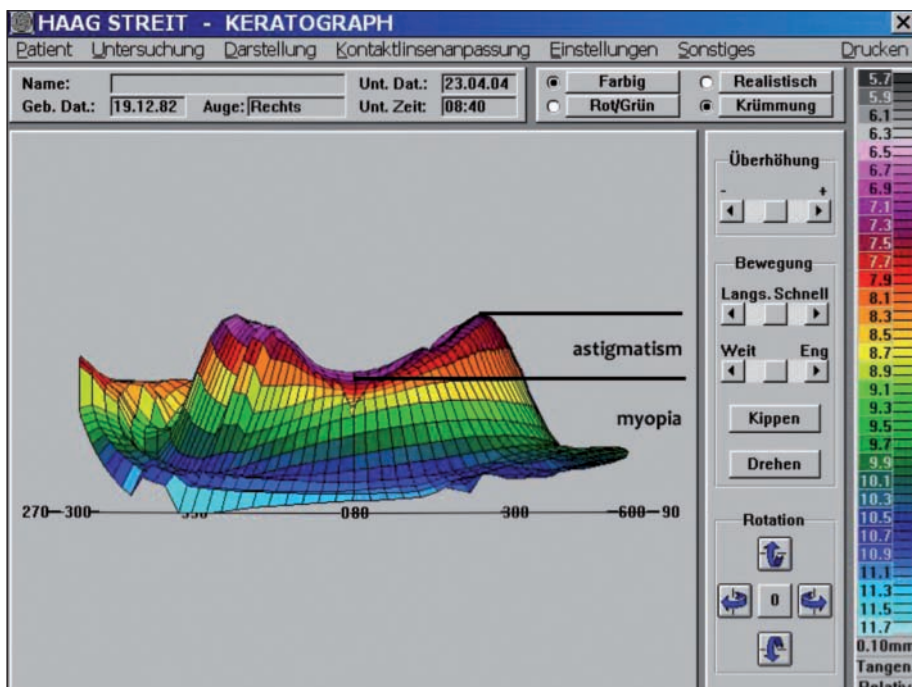 HAAG STREIT - KERATOGRAPH
Patient Untersuchung Darstellung Kontaktlinsenanpassung Einstellungen Sonstiges Drucken
Name: Unt. Dat.: 23.04.04
Geb. Dat.: 19.12.82 Auge: Rechts Unt. Zeit: 08:40
Farbig Realistisch
Rot/Grün Krümmung
astigmatism
myopia
270-300 080 300 600-90
Überhöhung
- +
Bewegung
Langs. Schnell
Weit Eng
Kippen
Drehen
Rotation
0
5.7
5.9
6.1
6.3
6.5
6.7
6.9
7.1
7.3
7.5
7.7
7.9
8.1
8.3
8.5
8.7
8.9
9.1
9.3
9.5
9.7
9.9
10.1
10.3
10.5
10.7
10.9
11.1
11.3
11.5
11.7
0.10mm
Tangen
Relativ